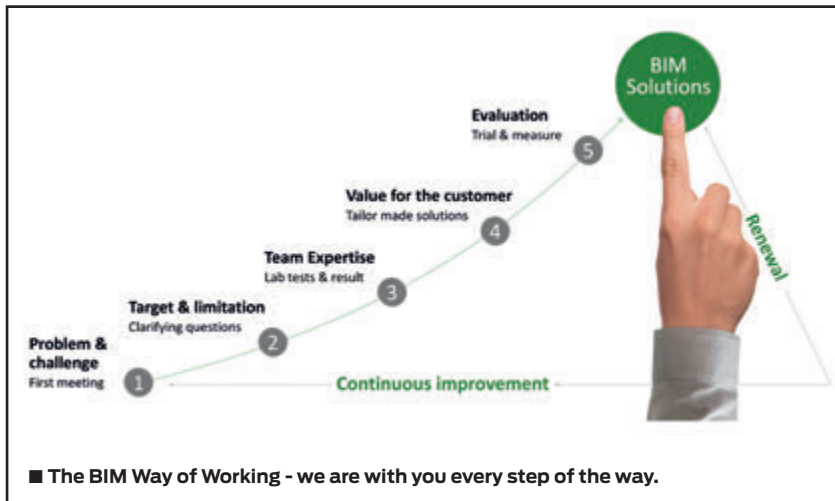 BIM
Solutions
Evaluation
Trial & measure
5
Value for the customer
Tailor made solutions
4
Team Expertise
Lab tests & result
3
Target & limitation
Clarifying questions
2
Problem &
challenge
First meeting
1
Continuous improvement
Renewal
■ The BIM Way of Working - we are with you every step of the way.